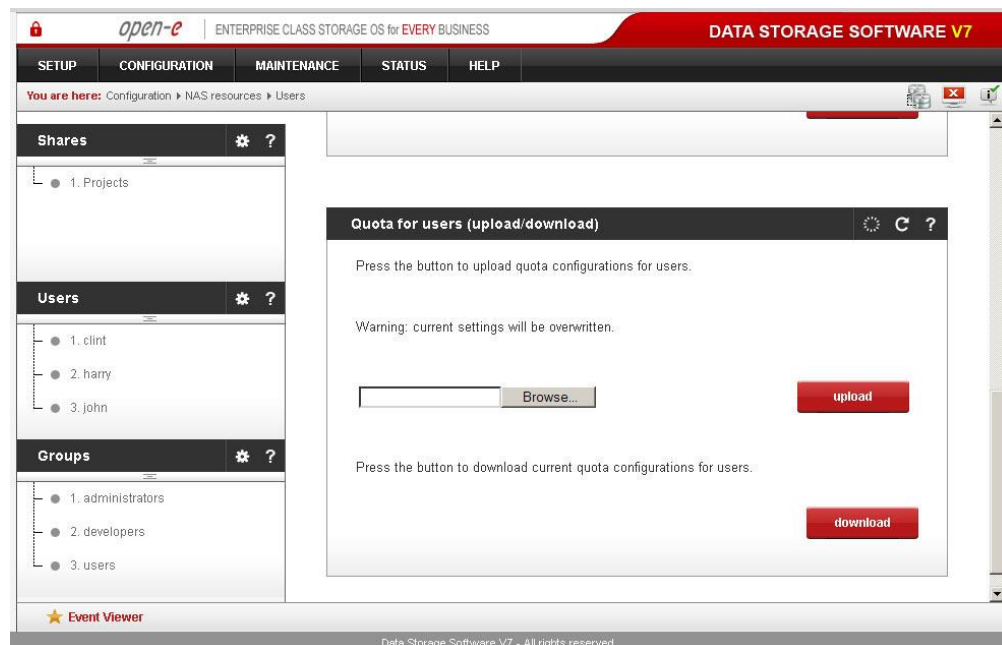 open-e ENTERPRISE CLASS STORAGE OS for EVERY BUSINESS DATA STORAGE SOFTWARE V7
SETUP CONFIGURATION MAINTENANCE STATUS HELP
You are here: Configuration ▸ NAS resources ▸ Users
Shares ?
1. Projects
Users ?
1. clint
2. harry
3. john
Groups ?
1. administrators
2. developers
3. users
Quota for users (upload/download) ?
Press the button to upload quota configurations for users.
Warning: current settings will be overwritten.
Browse... upload
Press the button to download current quota configurations for users.
download
Event Viewer
Data Storage Software V7 - All rights reserved